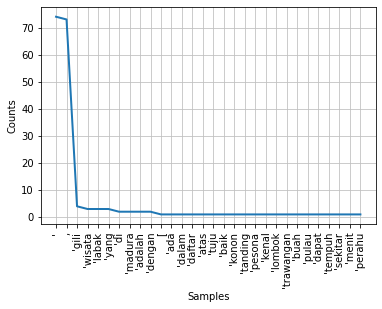 70
60
50
40
30
20
10
0
Counts
'
,
'gili
'wisata
'labak
'yang
'di
'madura
'adalah
'dengan
[
'ada
'dalam
'daftar
'atas
'tuju
'baik
'konon
'tanding
'pesona
'kenal
'lombok
'trawangan
'buah
'pulau
'dapat
'tempuh
'sekitar
'menit
'perahu
Samples